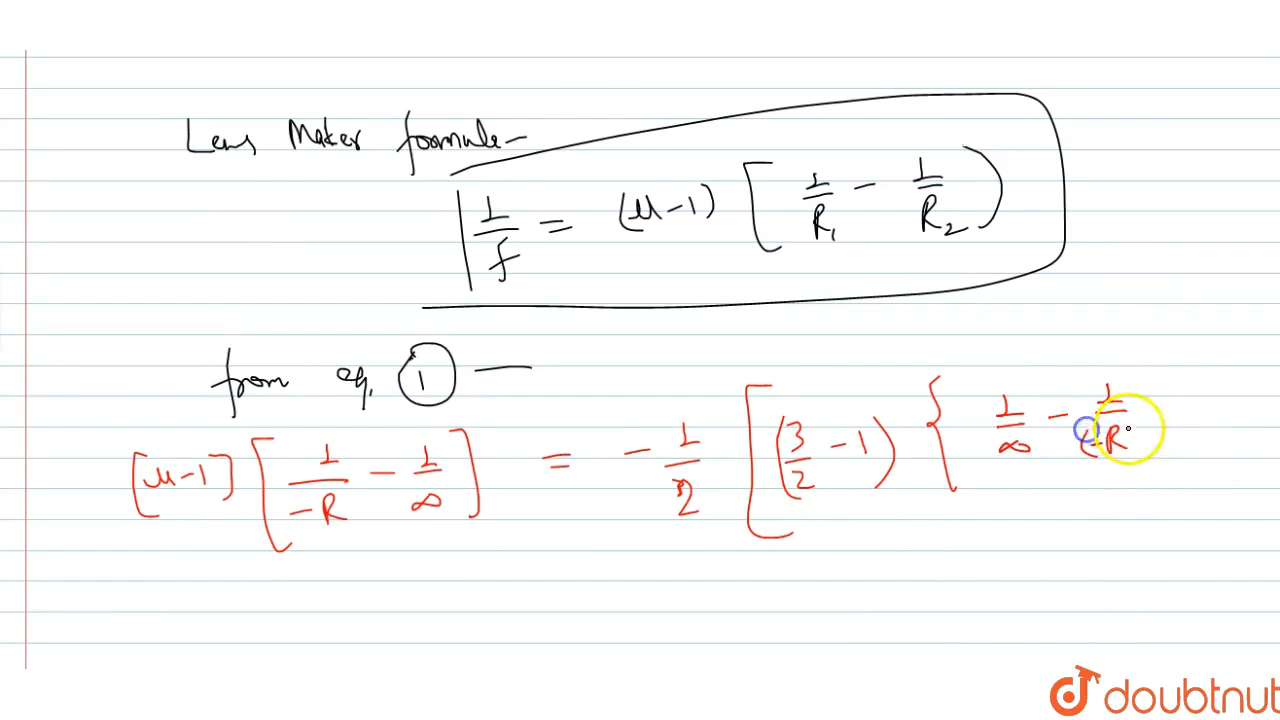 Lens Maker formula-
1/f = (μ-1) [1/R₁ - 1/R₂)
from eq. ① —
[μ-1] [1/-R - 1/∞] = -1/2 [(3/2 -1) { 1/∞ - 1/(-R
doubtnut